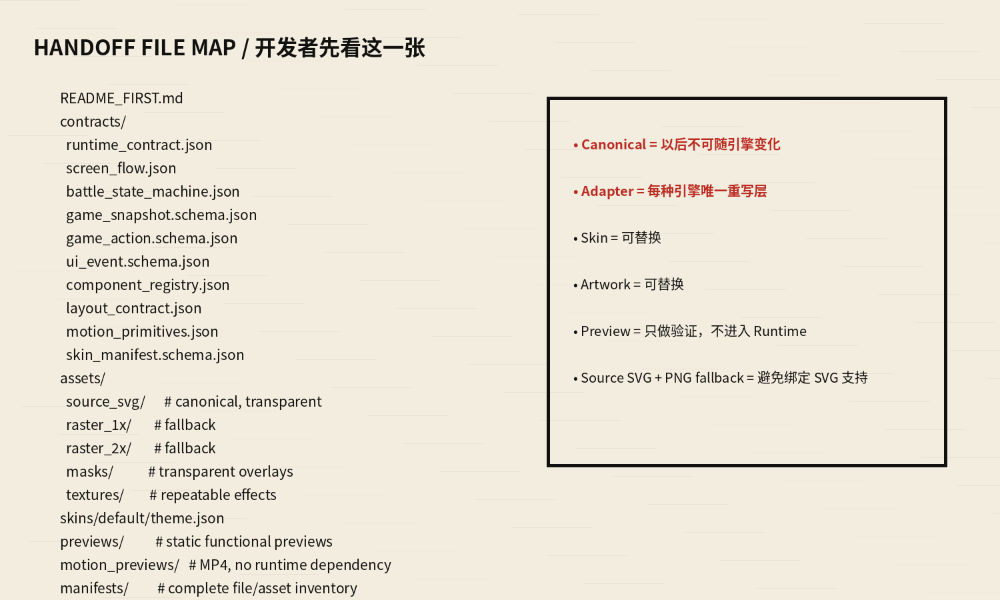 HANDOFF FILE MAP / 开发者先看这一张
README_FIRST.md
contracts/
runtime_contract.json
screen_flow.json
battle_state_machine.json
game_snapshot.schema.json
game_action.schema.json
ui_event.schema.json
component_registry.json
layout_contract.json
motion_primitives.json
skin_manifest.schema.json
assets/
source_svg/ # canonical, transparent
raster_1x/ # fallback
raster_2x/ # fallback
masks/ # transparent overlays
textures/ # repeatable effects
skins/default/theme.json
previews/ # static functional previews
motion_previews/ # MP4, no runtime dependency
manifests/ # complete file/asset inventory
• Canonical = 以后不可随引擎变化
• Adapter = 每种引擎唯一重写层
• Skin = 可替换
• Artwork = 可替换
• Preview = 只做验证，不进入 Runtime
• Source SVG + PNG fallback = 避免绑定 SVG 支持